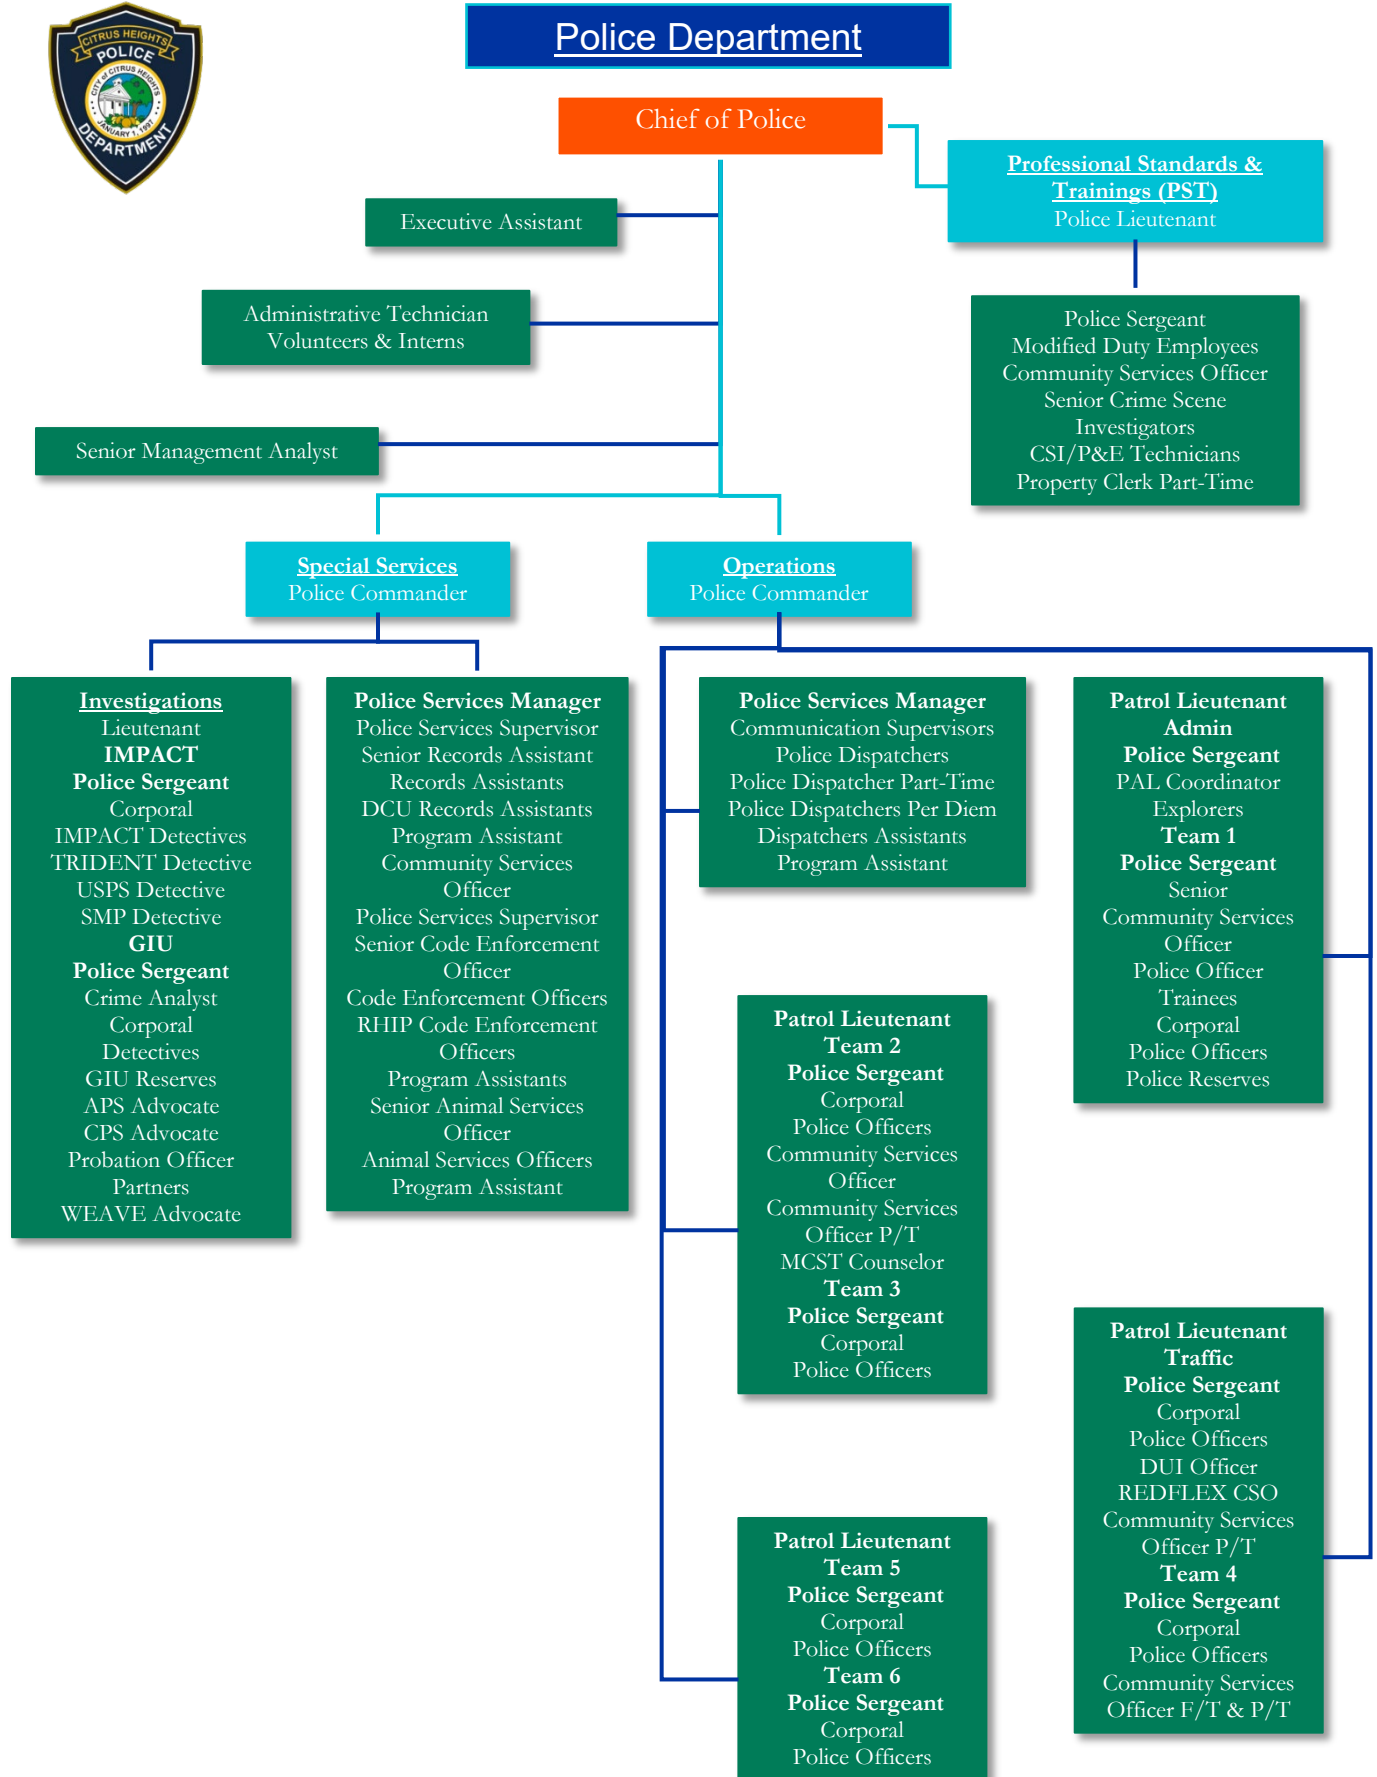 CITRUS HEIGHTS
POLICE
CITY of CITRUS HEIGHTS
JANUARY 1, 1997
DEPARTMENT
Police Department
Chief of Police
Professional Standards &
Trainings (PST)
Police Lieutenant
Executive Assistant
Administrative Technician
Volunteers & Interns
Police Sergeant
Modified Duty Employees
Community Services Officer
Senior Crime Scene
Investigators
CSI/P&E Technicians
Property Clerk Part-Time
Senior Management Analyst
Special Services
Police Commander
Operations
Police Commander
Investigations
Lieutenant
IMPACT
Police Sergeant
Corporal
IMPACT Detectives
TRIDENT Detective
USPS Detective
SMP Detective
GIU
Police Sergeant
Crime Analyst
Corporal
Detectives
GIU Reserves
APS Advocate
CPS Advocate
Probation Officer
Partners
WEAVE Advocate
Police Services Manager
Police Services Supervisor
Senior Records Assistant
Records Assistants
DCU Records Assistants
Program Assistant
Community Services
Officer
Police Services Supervisor
Senior Code Enforcement
Officer
Code Enforcement Officers
RHIP Code Enforcement
Officers
Program Assistants
Senior Animal Services
Officer
Animal Services Officers
Program Assistant
Police Services Manager
Communication Supervisors
Police Dispatchers
Police Dispatcher Part-Time
Police Dispatchers Per Diem
Dispatchers Assistants
Program Assistant
Patrol Lieutenant
Admin
Police Sergeant
PAL Coordinator
Explorers
Team 1
Police Sergeant
Senior
Community Services
Officer
Police Officer
Trainees
Corporal
Police Officers
Police Reserves
Patrol Lieutenant
Team 2
Police Sergeant
Corporal
Police Officers
Community Services
Officer
Community Services
Officer P/T
MCST Counselor
Team 3
Police Sergeant
Corporal
Police Officers
Patrol Lieutenant
Traffic
Police Sergeant
Corporal
Police Officers
DUI Officer
REDFLEX CSO
Community Services
Officer P/T
Team 4
Police Sergeant
Corporal
Police Officers
Community Services
Officer F/T & P/T
Patrol Lieutenant
Team 5
Police Sergeant
Corporal
Police Officers
Team 6
Police Sergeant
Corporal
Police Officers